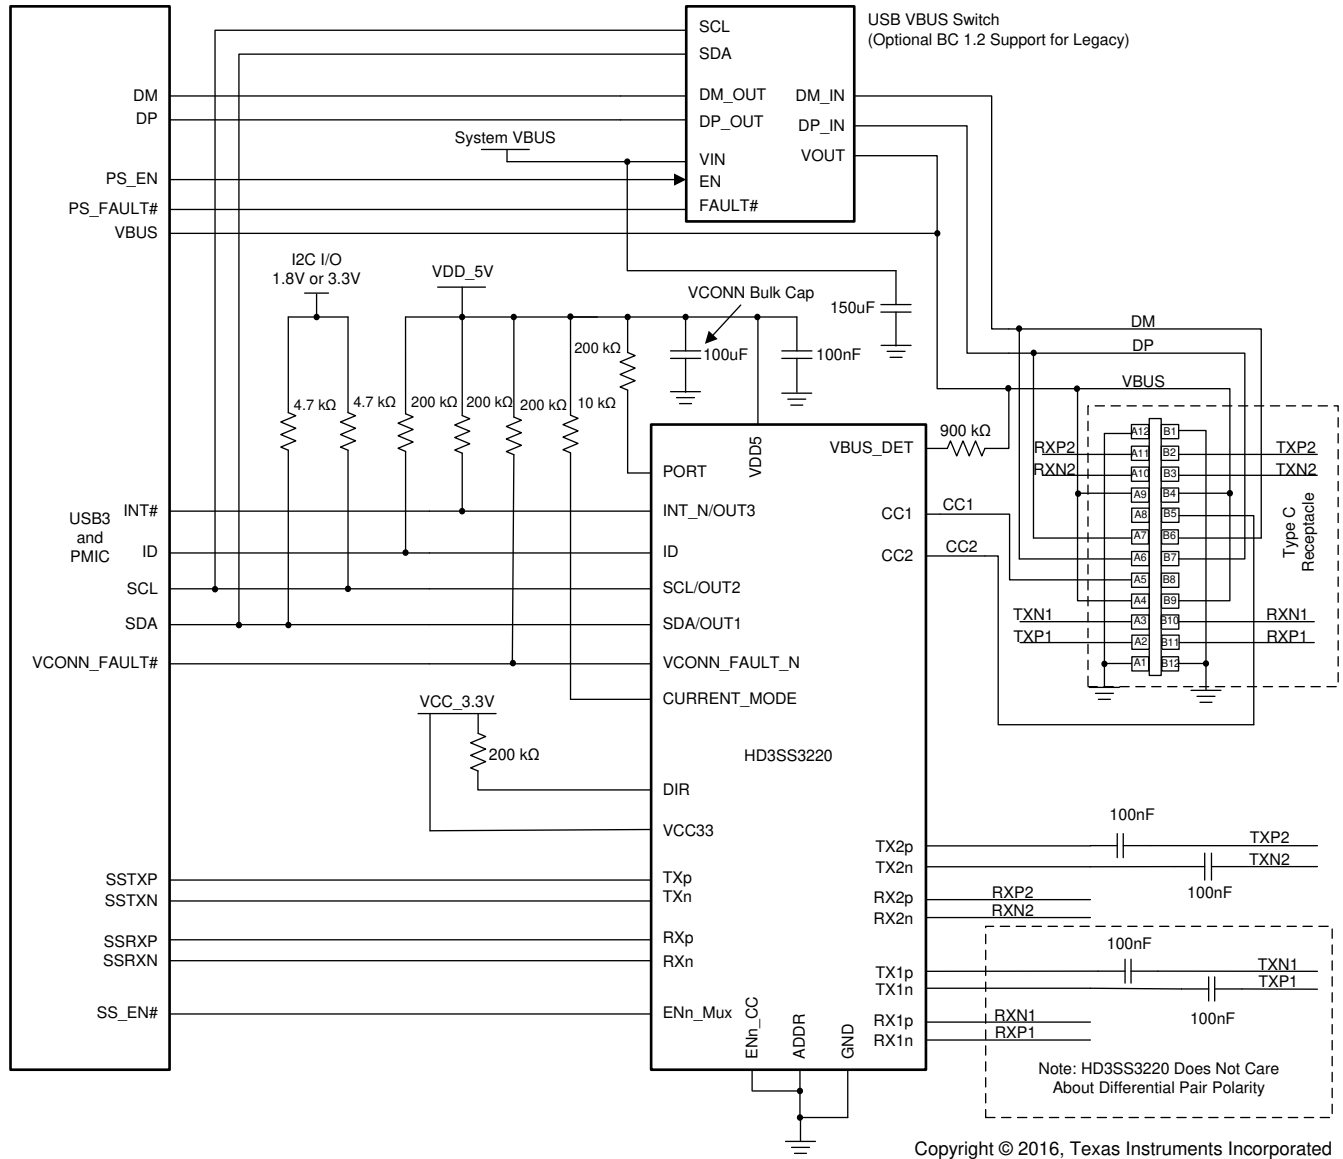 USB VBUS Switch
(Optional BC 1.2 Support for Legacy)
SCL
SDA
DM
DM_OUT
DM_IN
DP
DP_OUT
DP_IN
System VBUS
VIN
VOUT
PS_EN
EN
PS_FAULT#
FAULT#
VBUS
I2C I/O
1.8V or 3.3V
VDD_5V
VCONN Bulk Cap
150uF
200 kΩ
100uF
100nF
DM
DP
VBUS
4.7 kΩ
4.7 kΩ
200 kΩ
200 kΩ
200 kΩ
10 kΩ
VDD5
VBUS_DET
900 kΩ
PORT
USB3
and
PMIC
INT#
INT_N/OUT3
CC1
CC1
ID
ID
CC2
CC2
SCL
SCL/OUT2
SDA
SDA/OUT1
VCONN_FAULT#
VCONN_FAULT_N
CURRENT_MODE
VCC_3.3V
200 kΩ
HD3SS3220
DIR
VCC33
A12
B1
RXP2
A11
B2
TXP2
RXN2
A10
B3
TXN2
A9
B4
A8
B5
A7
B6
A6
B7
A5
B8
A4
B9
TXN1
A3
B10
RXN1
TXP1
A2
B11
RXP1
A1
B12
Type C
Receptacle
100nF
TX2p
TXP2
TX2n
TXN2
100nF
SSTXP
TXp
SSTXN
TXn
RX2p
RXP2
RX2n
RXN2
SSRXP
RXp
SSRXN
RXn
100nF
TX1p
TXN1
TX1n
TXP1
100nF
SS_EN#
ENn_Mux
RX1p
RXN1
RX1n
RXP1
ENn_CC
ADDR
GND
Note: HD3SS3220 Does Not Care
About Differential Pair Polarity
Copyright © 2016, Texas Instruments Incorporated